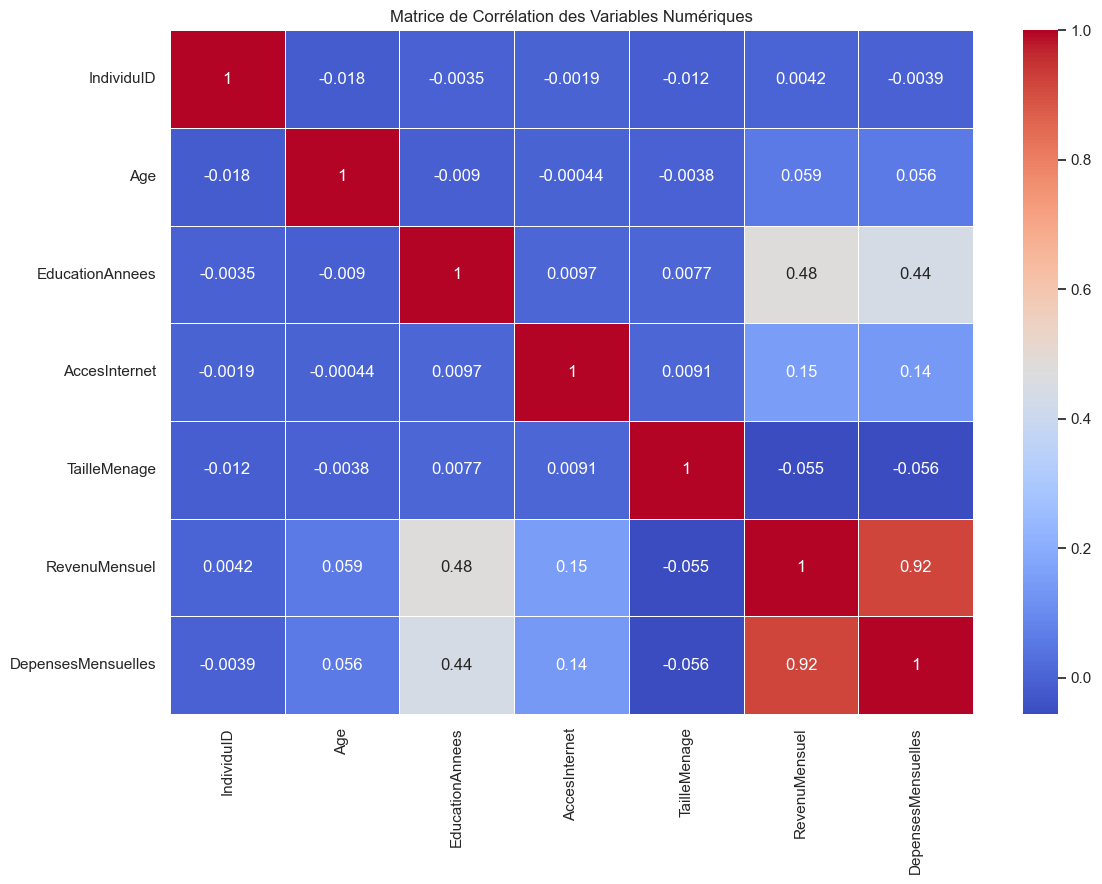 Matrice de Corrélation des Variables Numériques
IndividuID 1 -0.018 -0.0035 -0.0019 -0.012 0.0042 -0.0039
Age -0.018 1 -0.009 -0.00044 -0.0038 0.059 0.056
EducationAnnees -0.0035 -0.009 1 0.0097 0.0077 0.48 0.44
AccesInternet -0.0019 -0.00044 0.0097 1 0.0091 0.15 0.14
TailleMenage -0.012 -0.0038 0.0077 0.0091 1 -0.055 -0.056
RevenuMensuel 0.0042 0.059 0.48 0.15 -0.055 1 0.92
DepensesMensuelles -0.0039 0.056 0.44 0.14 -0.056 0.92 1
IndividuID
Age
EducationAnnees
AccesInternet
TailleMenage
RevenuMensuel
DepensesMensuelles
1.0
0.8
0.6
0.4
0.2
0.0